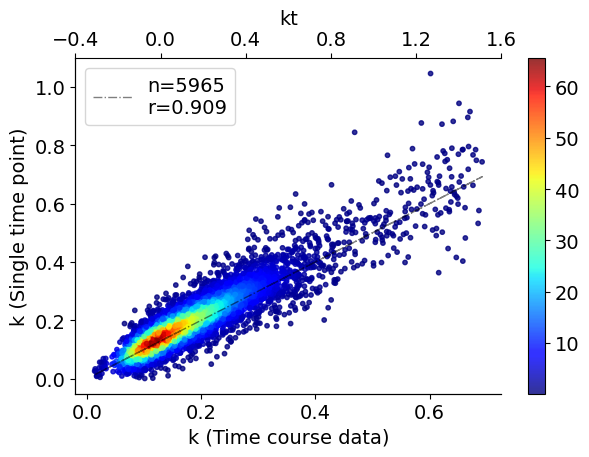 kt
−0.4 0.0 0.4 0.8 1.2 1.6
n=5965
r=0.909
k (Single time point)
1.0
0.8
0.6
0.4
0.2
0.0
0.0 0.2 0.4 0.6
k (Time course data)
60
50
40
30
20
10